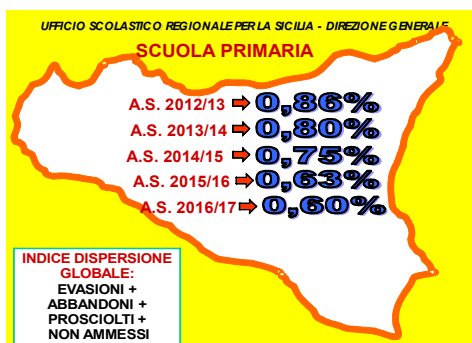 UFFICIO SCOLASTICO REGIONALE PER LA SICILIA - DIREZIONE GENERALE
SCUOLA PRIMARIA
A.S. 2012/13 0,86%
A.S. 2013/14 0,80%
A.S. 2014/15 0,75%
A.S. 2015/16 0,63%
A.S. 2016/17 0,60%
INDICE DISPERSIONE
GLOBALE:
EVASIONI +
ABBANDONI +
PROSCIOLTI +
NON AMMESSI